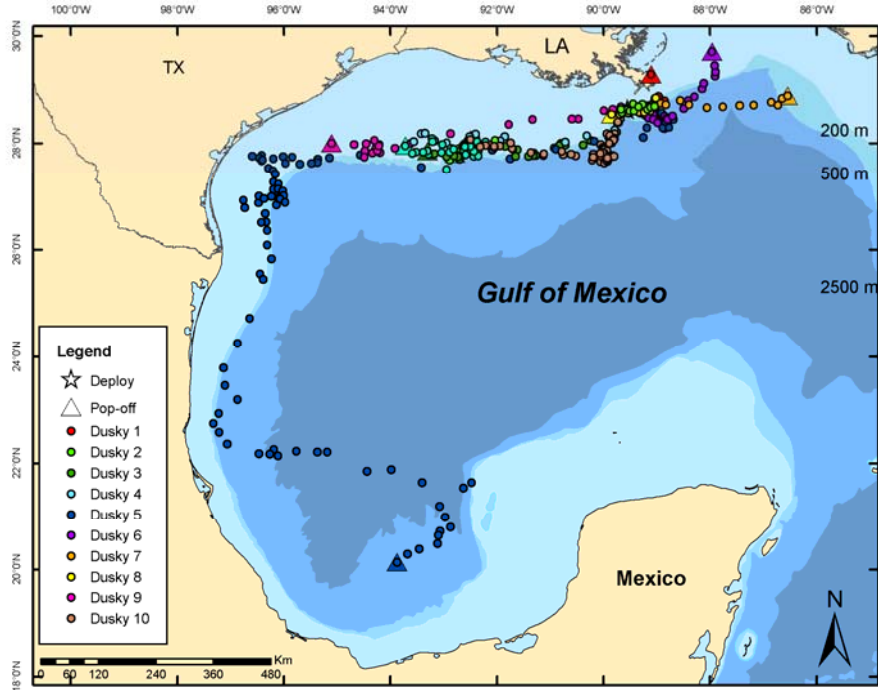 100°0'W 98°0'W 96°0'W 94°0'W 92°0'W 90°0'W 88°0'W 86°0'W
30°0'N
28°0'N
26°0'N
24°0'N
22°0'N
20°0'N
18°0'N
TX
LA
200 m
500 m
2500 m
Gulf of Mexico
Mexico
Legend
Deploy
Pop-off
Dusky 1
Dusky 2
Dusky 3
Dusky 4
Dusky 5
Dusky 6
Dusky 7
Dusky 8
Dusky 9
Dusky 10
Km
0 60 120 240 360 480
N